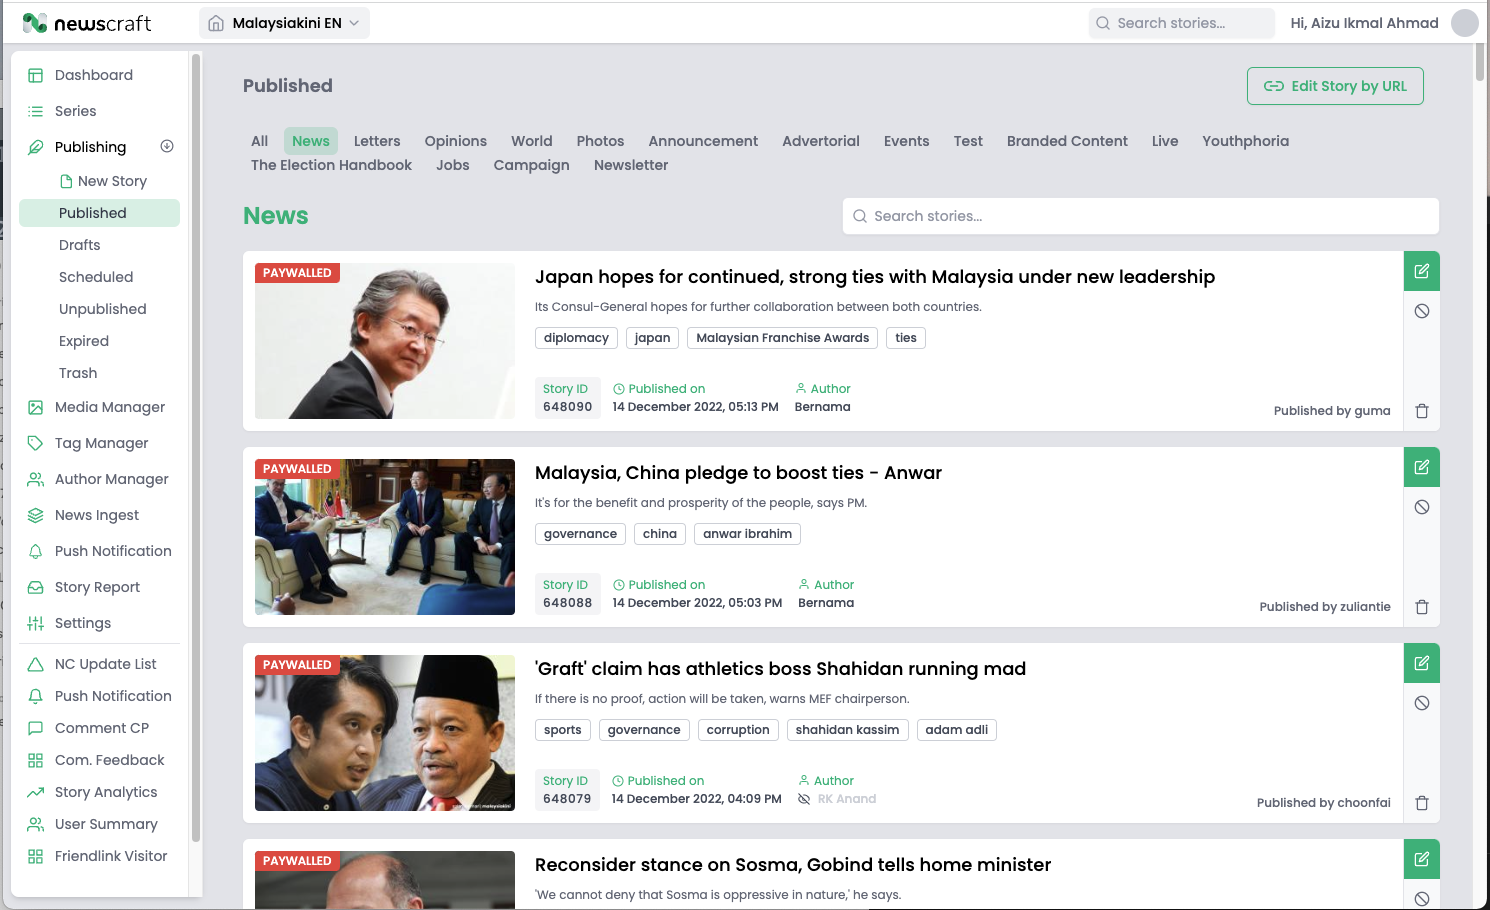 newscraft
Malaysiakini EN
Search stories...
Hi, Aizu Ikmal Ahmad
Dashboard
Series
Publishing
New Story
Published
Drafts
Scheduled
Unpublished
Expired
Trash
Media Manager
Tag Manager
Author Manager
News Ingest
Push Notification
Story Report
Settings
NC Update List
Push Notification
Comment CP
Com. Feedback
Story Analytics
User Summary
Friendlink Visitor
Published
Edit Story by URL
All News Letters Opinions World Photos Announcement Advertorial Events Test Branded Content Live Youthphoria
The Election Handbook Jobs Campaign Newsletter
News
Search stories...
PAYWALLED
Japan hopes for continued, strong ties with Malaysia under new leadership
Its Consul-General hopes for further collaboration between both countries.
diplomacy japan Malaysian Franchise Awards ties
Story ID Published on Author
648090 14 December 2022, 05:13 PM Bernama
Published by guma
PAYWALLED
Malaysia, China pledge to boost ties - Anwar
It's for the benefit and prosperity of the people, says PM.
governance china anwar ibrahim
Story ID Published on Author
648088 14 December 2022, 05:03 PM Bernama
Published by zuliantie
PAYWALLED
'Graft' claim has athletics boss Shahidan running mad
If there is no proof, action will be taken, warns MEF chairperson.
sports governance corruption shahidan kassim adam adli
Story ID Published on Author
648079 14 December 2022, 04:09 PM RK Anand
Published by choonfai
malaysiakini
PAYWALLED
Reconsider stance on Sosma, Gobind tells home minister
'We cannot deny that Sosma is oppressive in nature,' he says.